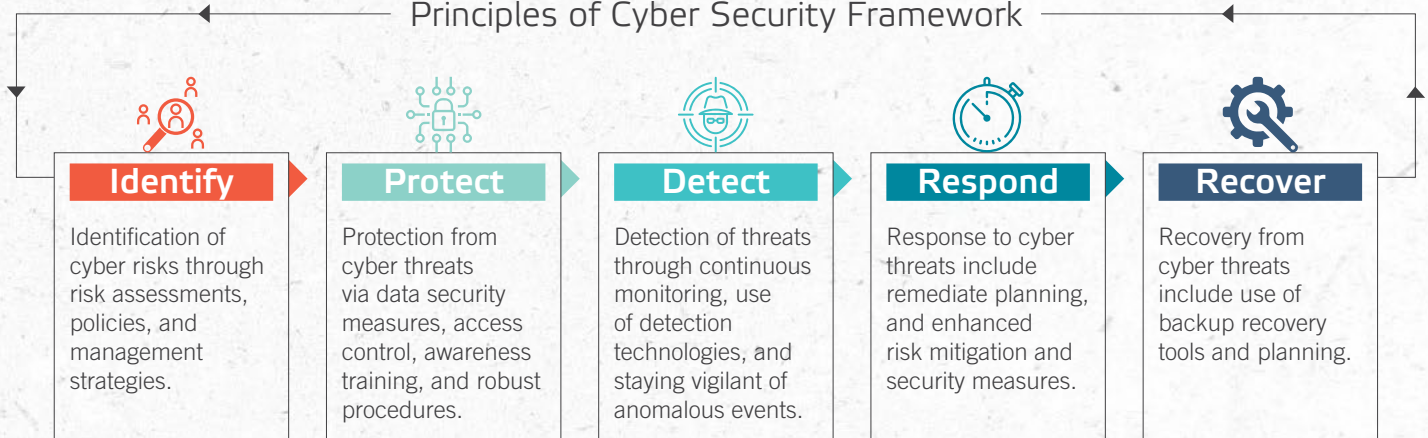 Principles of Cyber Security Framework
Identify
Identification of
cyber risks through
risk assessments,
policies, and
management
strategies.
Protect
Protection from
cyber threats
via data security
measures, access
control, awareness
training, and robust
procedures.
Detect
Detection of threats
through continuous
monitoring, use
of detection
technologies, and
staying vigilant of
anomalous events.
Respond
Response to cyber
threats include
remediate planning,
and enhanced
risk mitigation and
security measures.
Recover
Recovery from
cyber threats
include use of
backup recovery
tools and planning.